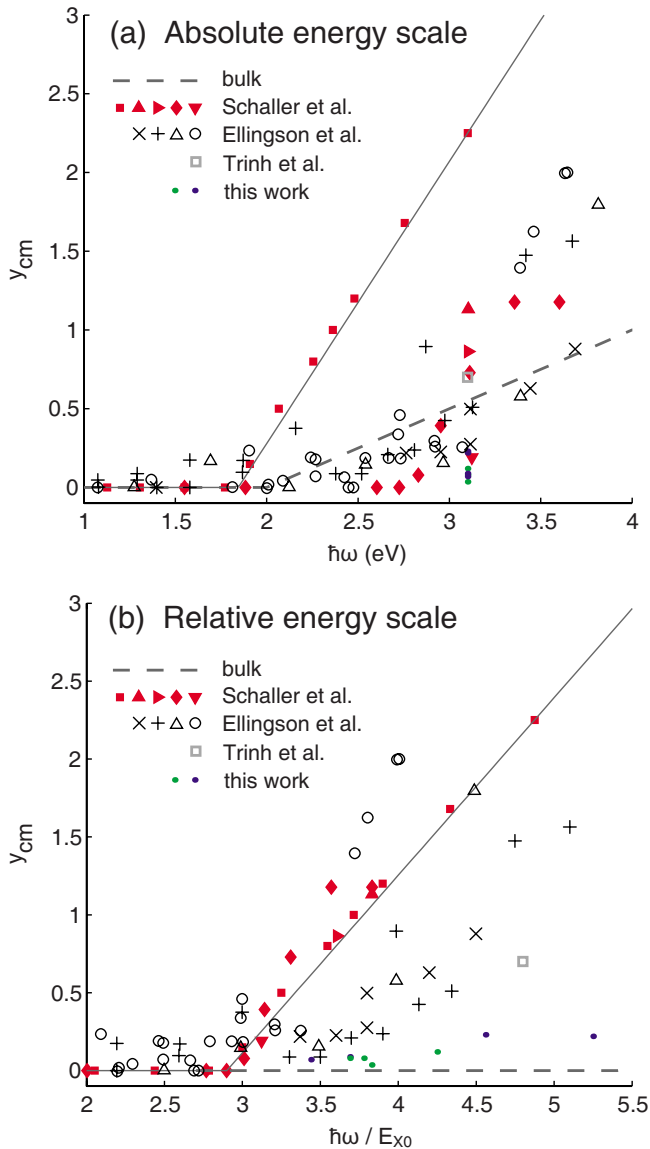 (a) Absolute energy scale
bulk
Schaller et al.
Ellingson et al.
Trinh et al.
this work
3
2.5
2
1.5
1
0.5
0
y_cm
1 1.5 2 2.5 3 3.5 4
ħω (eV)
(b) Relative energy scale
bulk
Schaller et al.
Ellingson et al.
Trinh et al.
this work
3
2.5
2
1.5
1
0.5
0
y_cm
2 2.5 3 3.5 4 4.5 5 5.5
ħω / E_X0